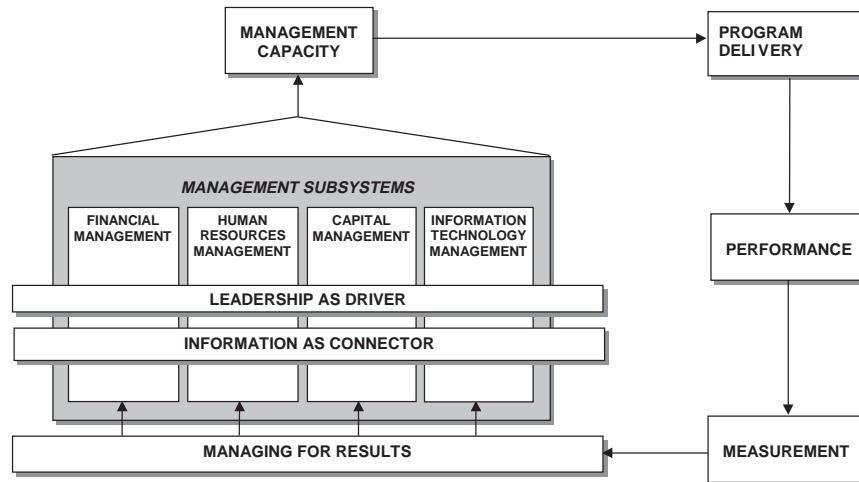 MANAGEMENT
CAPACITY
PROGRAM
DELIVERY
MANAGEMENT SUBSYSTEMS
FINANCIAL
MANAGEMENT
HUMAN
RESOURCES
MANAGEMENT
CAPITAL
MANAGEMENT
INFORMATION
TECHNOLOGY
MANAGEMENT
PERFORMANCE
LEADERSHIP AS DRIVER
INFORMATION AS CONNECTOR
MANAGING FOR RESULTS
MEASUREMENT